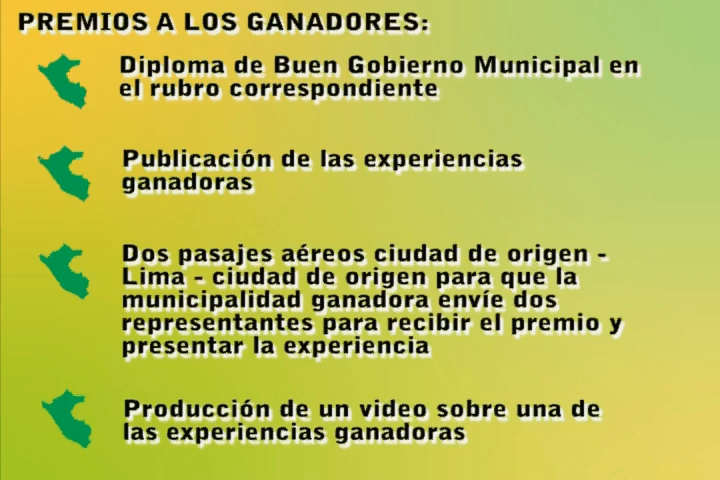 PREMIOS A LOS GANADORES:
Diploma de Buen Gobierno Municipal en
el rubro correspondiente
Publicación de las experiencias
ganadoras
Dos pasajes aéreos ciudad de origen -
Lima - ciudad de origen para que la
municipalidad ganadora envíe dos
representantes para recibir el premio y
presentar la experiencia
Producción de un video sobre una de
las experiencias ganadoras